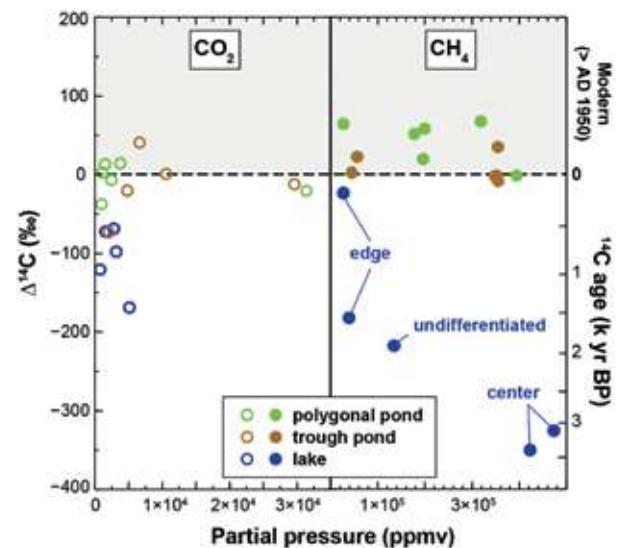 200
100
0
−100
−200
−300
−400
Δ¹⁴C (‰)
CO₂
CH₄
Modern
(> AD 1950)
0
1
2
3
¹⁴C age (k yr BP)
edge
undifferentiated
center
polygonal pond
trough pond
lake
0
1×10⁴
2×10⁴
3×10⁴
1×10⁵
3×10⁵
Partial pressure (ppmv)